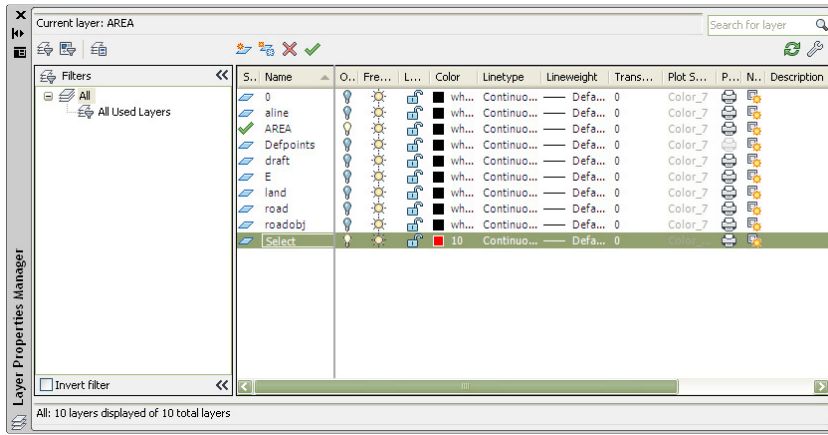 Current layer: AREA
Search for layer
Filters
All
All Used Layers
Invert filter
S.. Name O.. Fre... L... Color Linetype Lineweight Trans... Plot S... P... N.. Description
0 wh... Continuo... Defa... 0 Color_7
aline wh... Continuo... Defa... 0 Color_7
AREA wh... Continuo... Defa... 0 Color_7
Defpoints wh... Continuo... Defa... 0 Color_7
draft wh... Continuo... Defa... 0 Color_7
E wh... Continuo... Defa... 0 Color_7
land wh... Continuo... Defa... 0 Color_7
road wh... Continuo... Defa... 0 Color_7
roadobj wh... Continuo... Defa... 0 Color_7
Select 10 Continuo... Defa... 0 Color_...
All: 10 layers displayed of 10 total layers
Layer Properties Manager